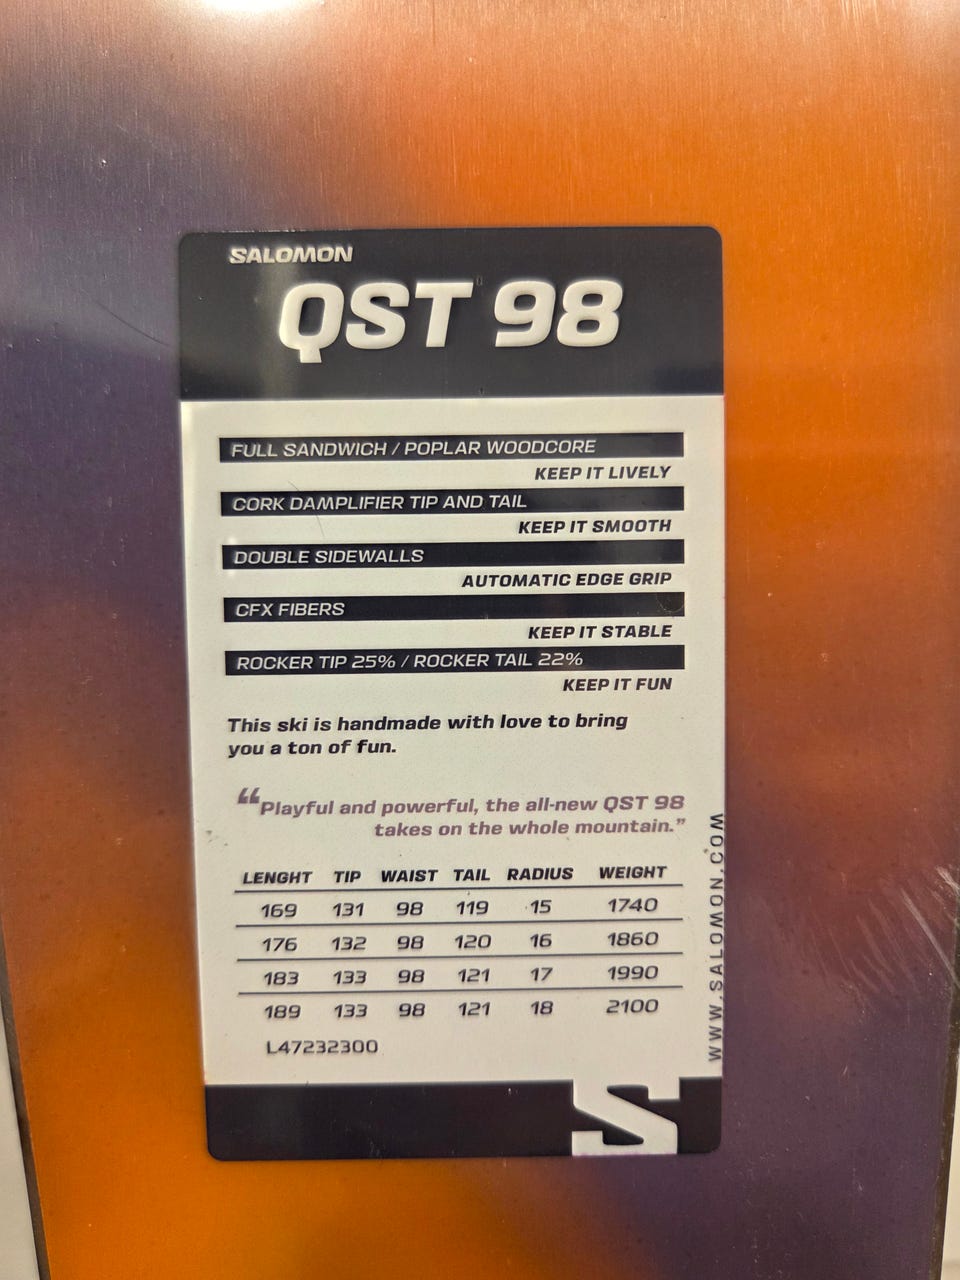 SALOMON
QST 98
FULL SANDWICH / POPLAR WOODCORE
KEEP IT LIVELY
CORK DAMPLIFIER TIP AND TAIL
KEEP IT SMOOTH
DOUBLE SIDEWALLS
AUTOMATIC EDGE GRIP
CFX FIBERS
KEEP IT STABLE
ROCKER TIP 25% / ROCKER TAIL 22%
KEEP IT FUN
This ski is handmade with love to bring
you a ton of fun.
“Playful and powerful, the all-new QST 98
takes on the whole mountain.”
LENGHT TIP WAIST TAIL RADIUS WEIGHT
169 131 98 119 15 1740
176 132 98 120 16 1860
183 133 98 121 17 1990
189 133 98 121 18 2100
L47232300
WWW.SALOMON.COM